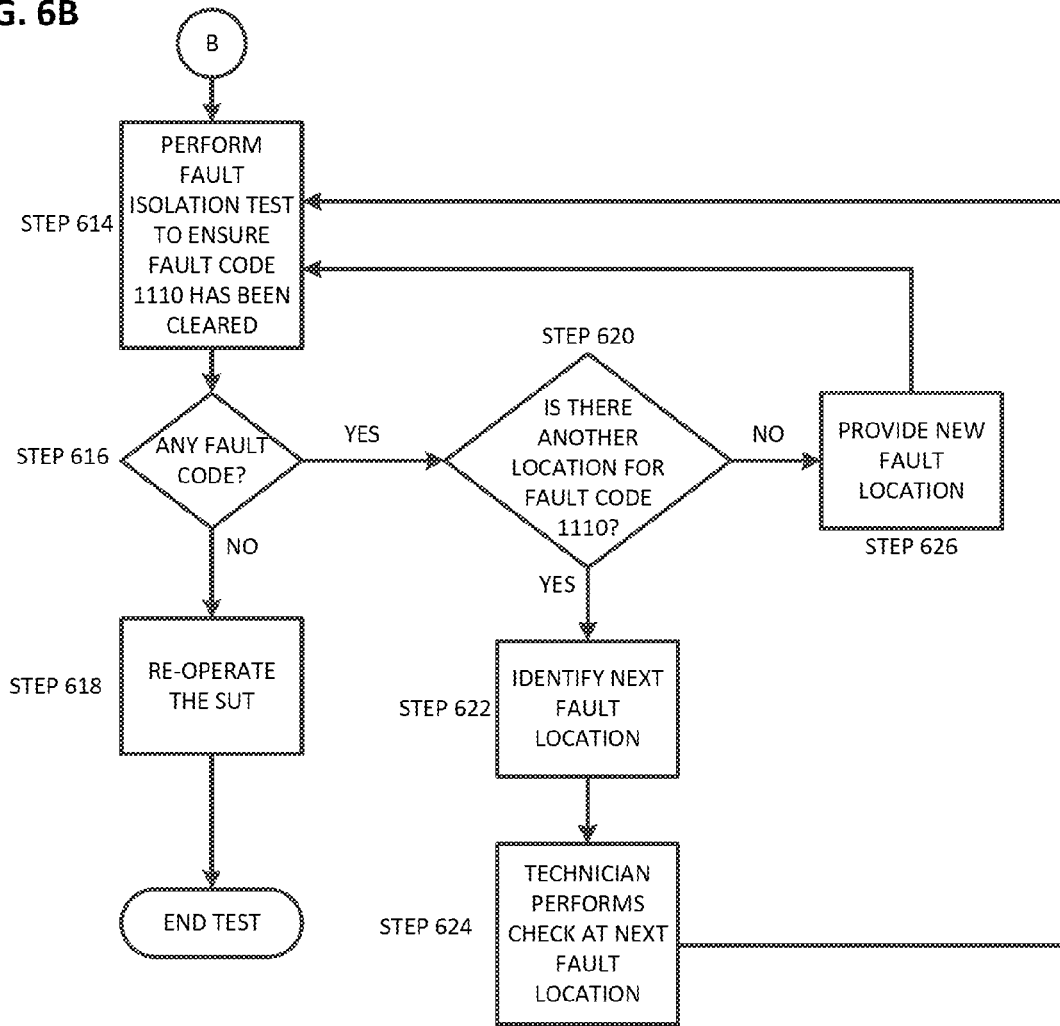 G. 6B
B
PERFORM
FAULT
ISOLATION TEST
TO ENSURE
FAULT CODE
1110 HAS BEEN
CLEARED
STEP 614
STEP 620
ANY FAULT
CODE?
STEP 616
YES
IS THERE
ANOTHER
LOCATION FOR
FAULT CODE
1110?
NO
PROVIDE NEW
FAULT
LOCATION
STEP 626
NO
YES
RE-OPERATE
THE SUT
STEP 618
IDENTIFY NEXT
FAULT
LOCATION
STEP 622
END TEST
TECHNICIAN
PERFORMS
CHECK AT NEXT
FAULT
LOCATION
STEP 624